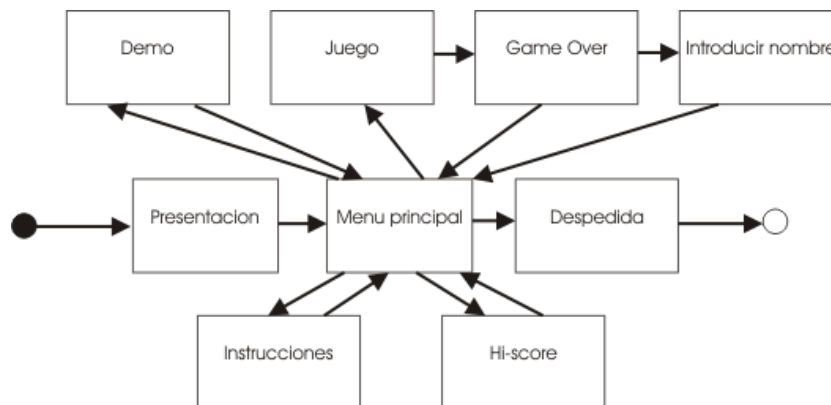 Demo
Juego
Game Over
Introducir nombre
Presentacion
Menu principal
Despedida
Instrucciones
Hi-score